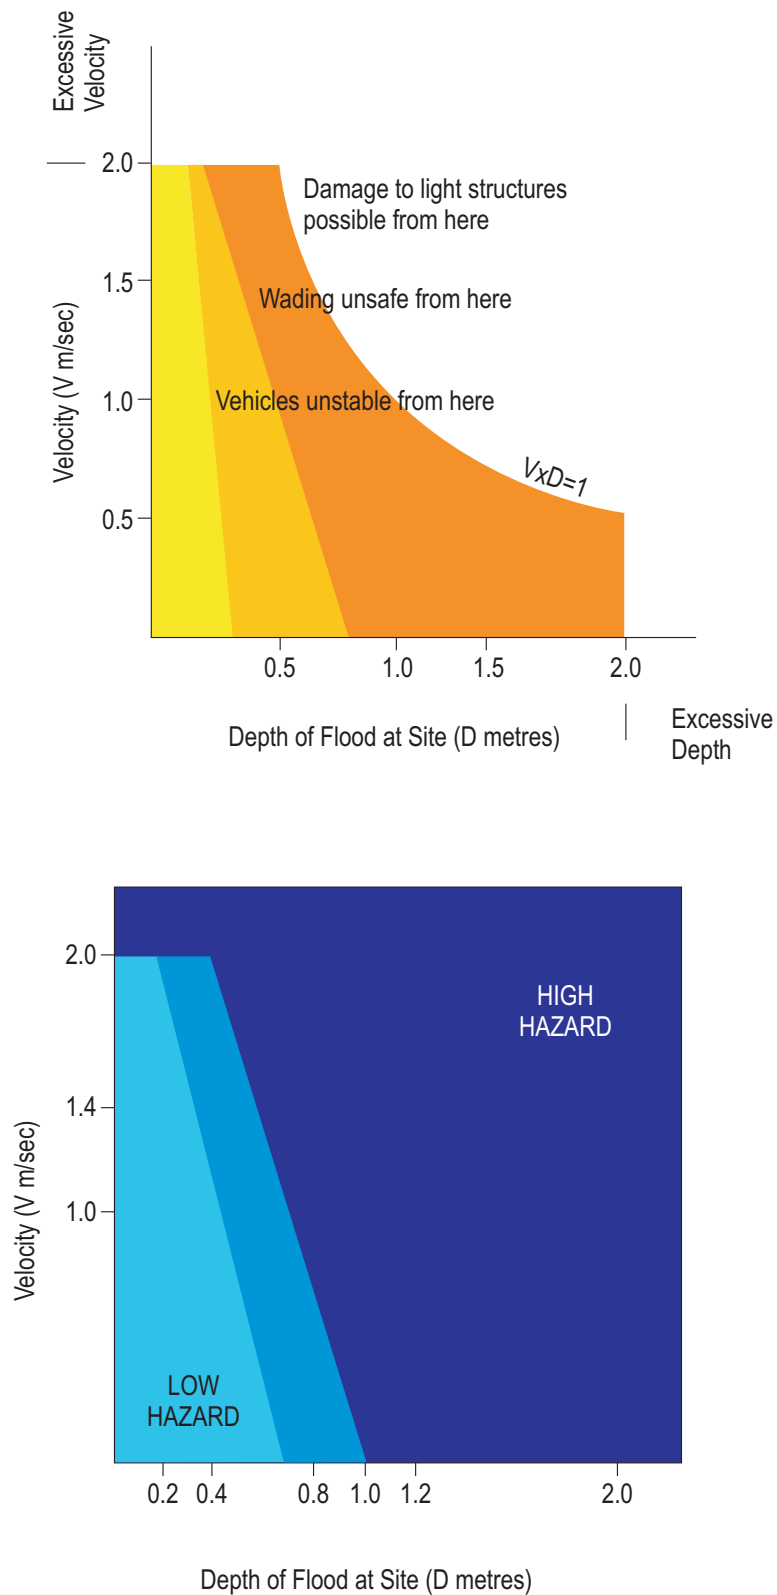 Excessive
Velocity
2.0
Damage to light structures
possible from here
1.5
Wading unsafe from here
Velocity (V m/sec)
1.0
Vehicles unstable from here
VxD=1
0.5
0.5
1.0
1.5
2.0
Depth of Flood at Site (D metres)
Excessive
Depth
2.0
HIGH
HAZARD
1.4
Velocity (V m/sec)
1.0
LOW
HAZARD
0.2
0.4
0.8
1.0
1.2
2.0
Depth of Flood at Site (D metres)